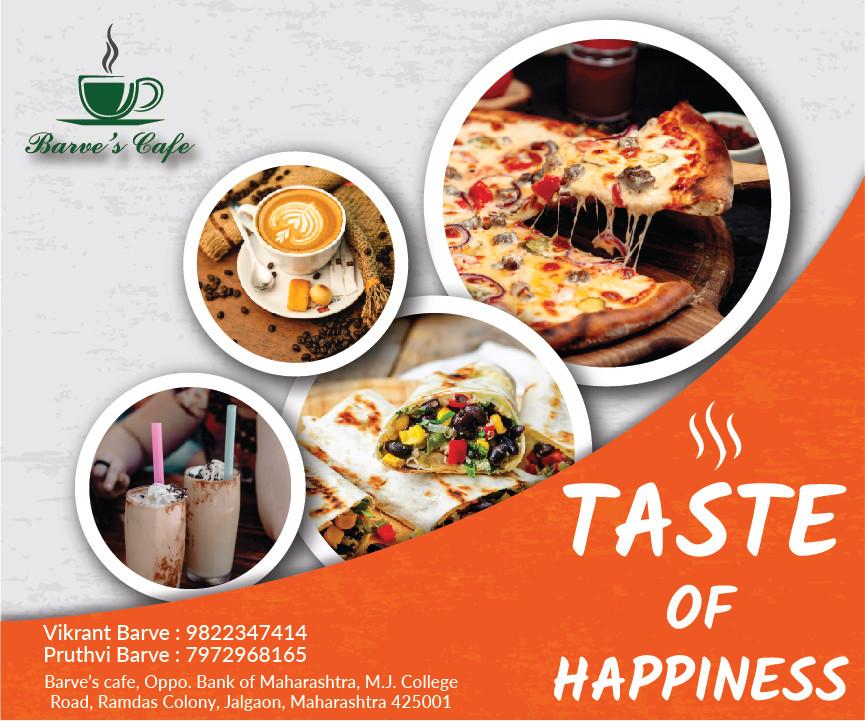 Barve's Cafe
TASTE
OF
HAPPINESS
Vikrant Barve : 9822347414
Pruthvi Barve : 7972968165
Barve's cafe, Oppo. Bank of Maharashtra, M.J. College
Road, Ramdas Colony, Jalgaon, Maharashtra 425001